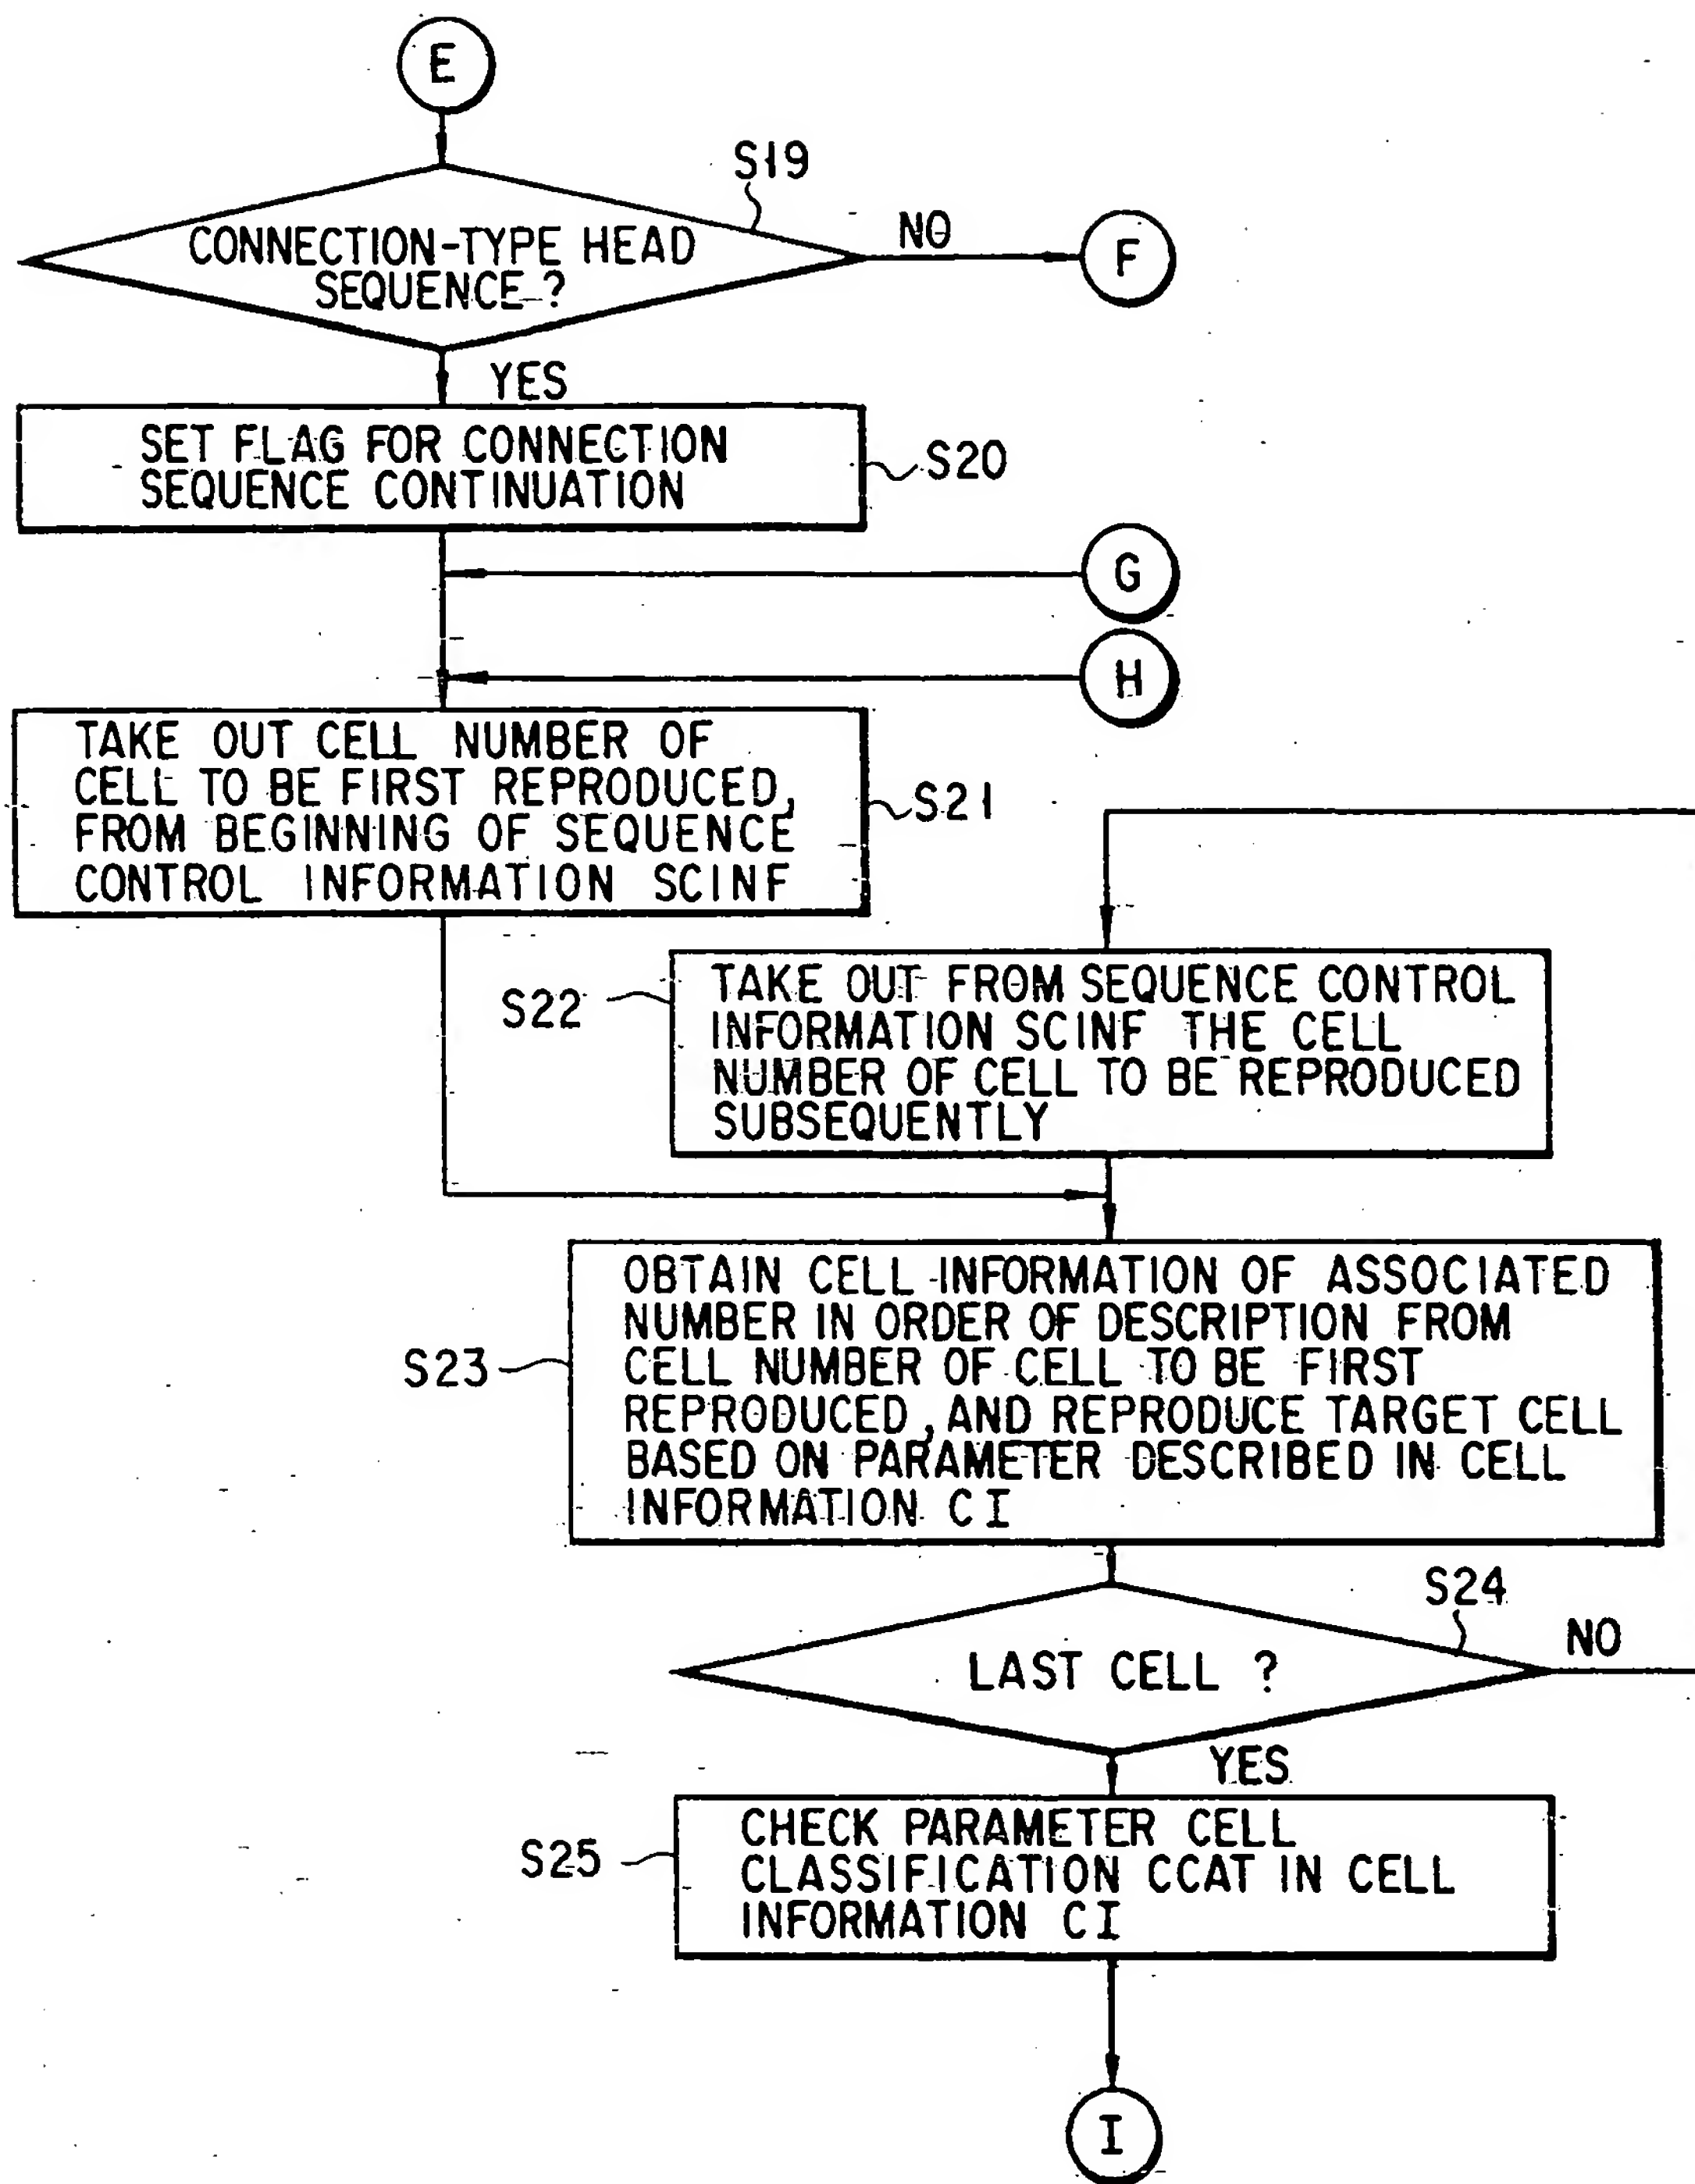 E
S19
CONNECTION-TYPE HEAD
SEQUENCE ?
NO
F
YES
SET FLAG FOR CONNECTION
SEQUENCE CONTINUATION
S20
G
H
TAKE OUT CELL NUMBER OF
CELL TO BE FIRST REPRODUCED,
FROM BEGINNING OF SEQUENCE
CONTROL INFORMATION SCINF
S21
S22
TAKE OUT FROM SEQUENCE CONTROL
INFORMATION SCINF THE CELL
NUMBER OF CELL TO BE REPRODUCED
SUBSEQUENTLY
S23
OBTAIN CELL INFORMATION OF ASSOCIATED
NUMBER IN ORDER OF DESCRIPTION FROM
CELL NUMBER OF CELL TO BE FIRST
REPRODUCED, AND REPRODUCE TARGET CELL
BASED ON PARAMETER DESCRIBED IN CELL
INFORMATION CI
S24
LAST CELL ?
NO
YES
S25
CHECK PARAMETER CELL
CLASSIFICATION CCAT IN CELL
INFORMATION CI
I